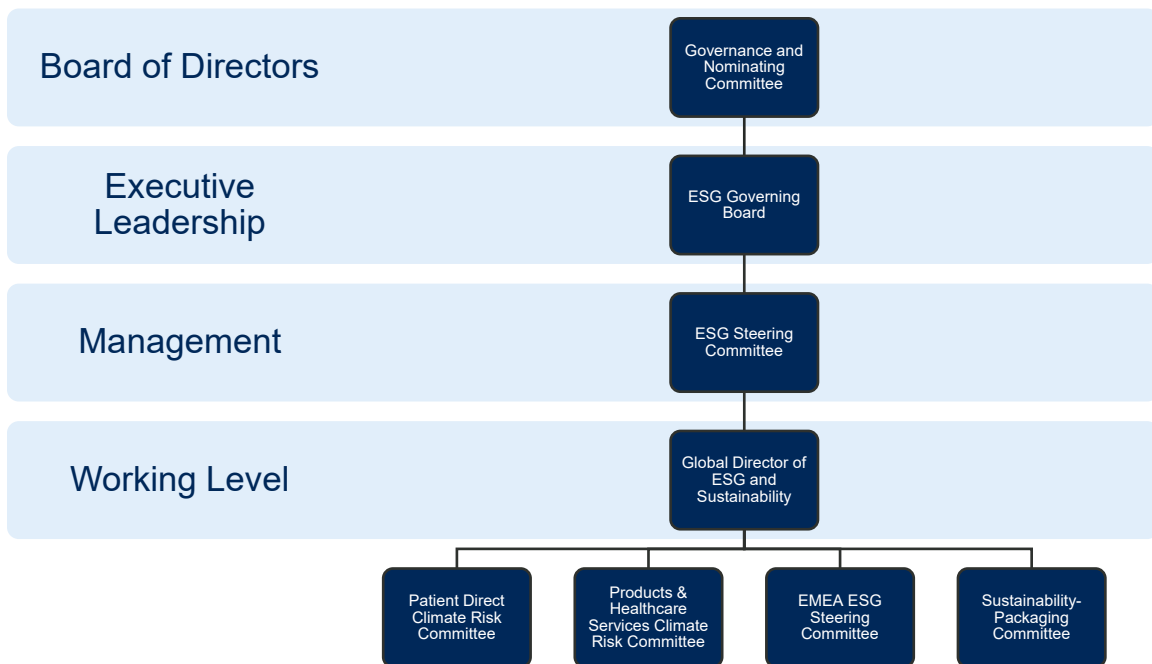 Board of Directors
Governance and
Nominating
Committee
Executive
Leadership
ESG Governing
Board
Management
ESG Steering
Committee
Working Level
Global Director of
ESG and
Sustainability
Patient Direct
Climate Risk
Committee
Products &
Healthcare
Services Climate
Risk Committee
EMEA ESG
Steering
Committee
Sustainability-
Packaging
Committee